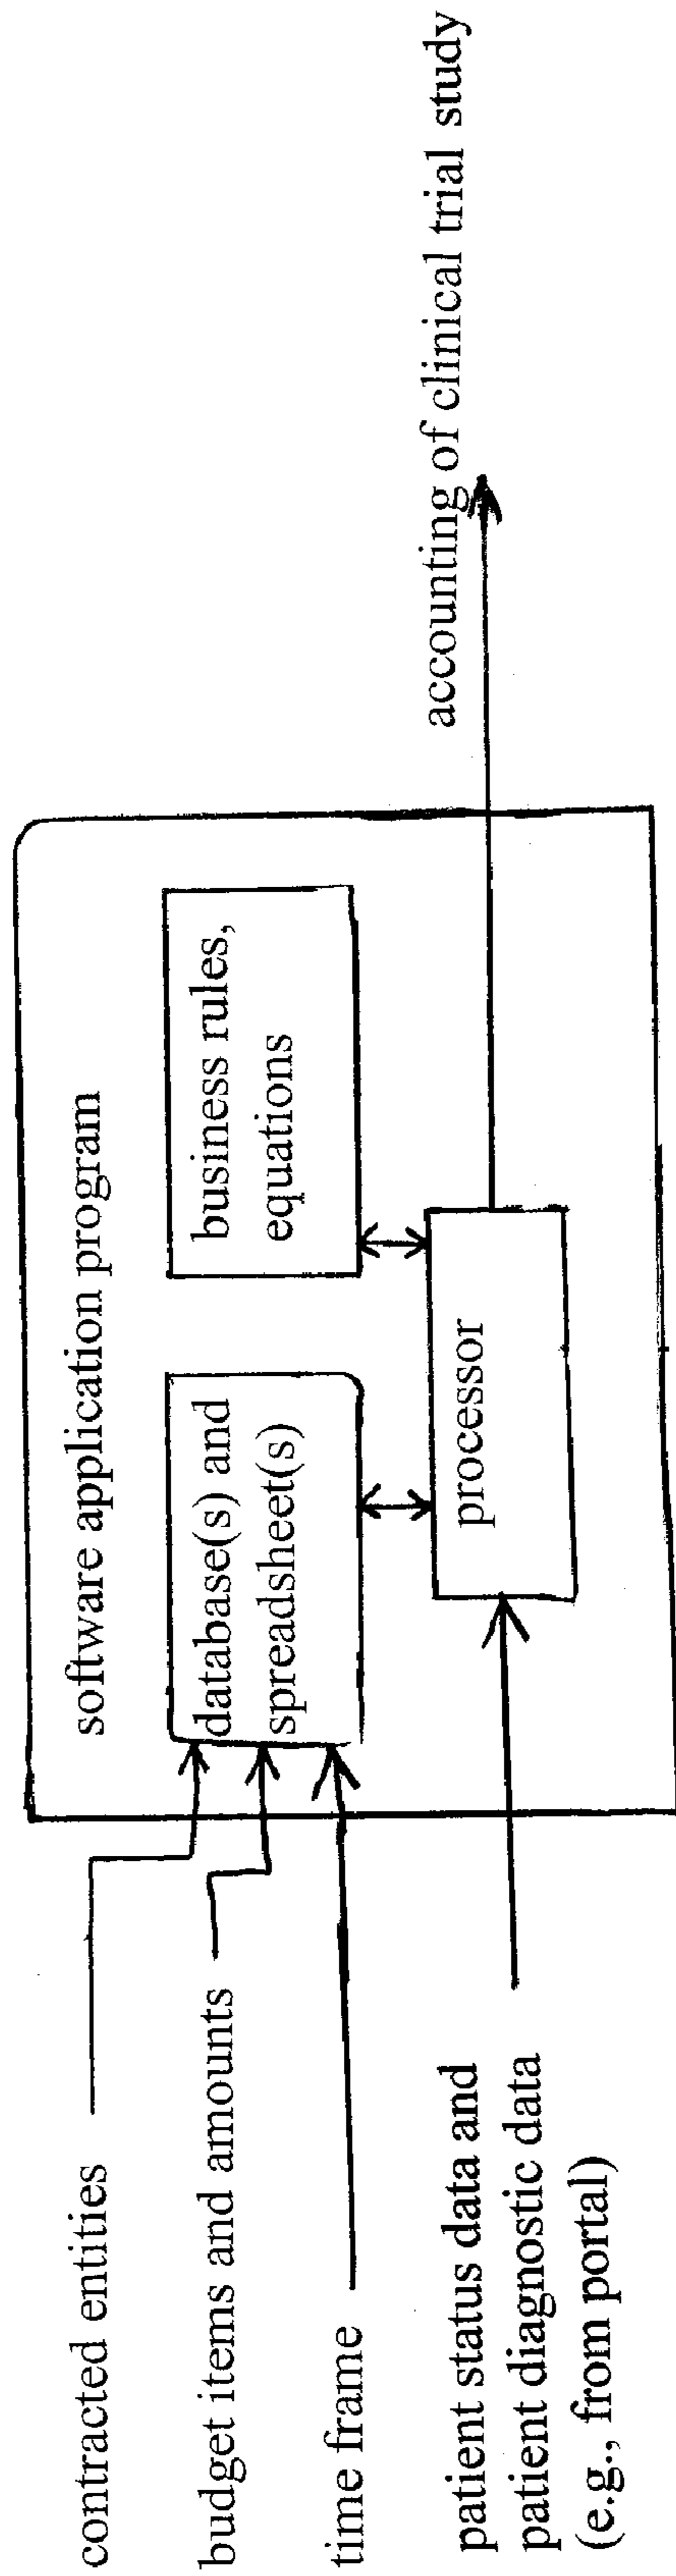 contracted entities
budget items and amounts
time frame
patient status data and
patient diagnostic data
(e.g., from portal)
software application program
database(s) and
spreadsheet(s)
business rules,
equations
processor
accounting of clinical trial study